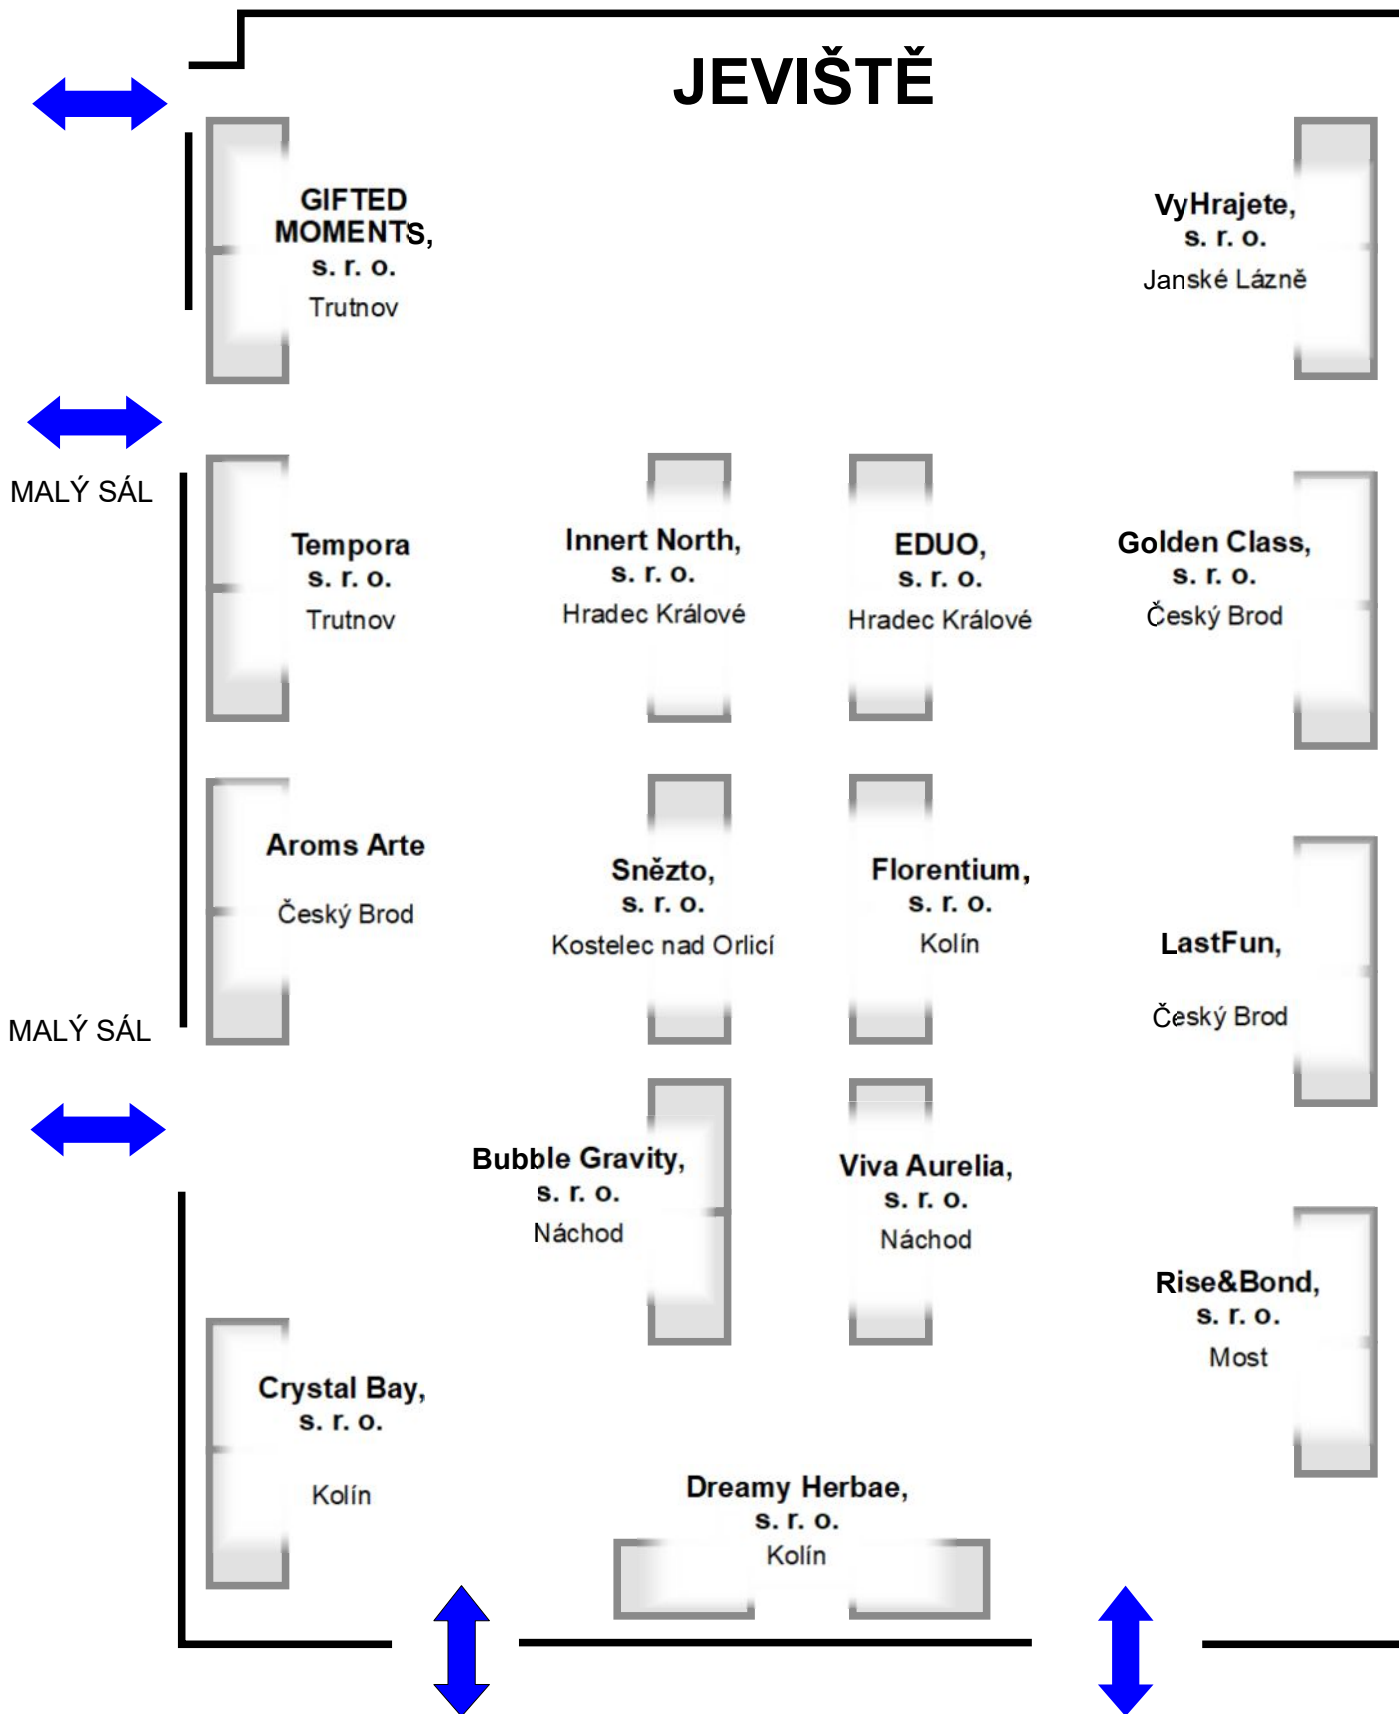 JEVIŠTĚ
GIFTED
MOMENTS,
s. r. o.
Trutnov
VyHrajete,
s. r. o.
Janské Lázně
MALÝ SÁL
Tempora
s. r. o.
Trutnov
Innert North,
s. r. o.
Hradec Králové
EDUO,
s. r. o.
Hradec Králové
Golden Class,
s. r. o.
Český Brod
Aroms Arte
Český Brod
Snězto,
s. r. o.
Kostelec nad Orlicí
Florentium,
s. r. o.
Kolín
LastFun,
Český Brod
MALÝ SÁL
Bubble Gravity,
s. r. o.
Náchod
Viva Aurelia,
s. r. o.
Náchod
Rise&Bond,
s. r. o.
Most
Crystal Bay,
s. r. o.
Kolín
Dreamy Herbae,
s. r. o.
Kolín